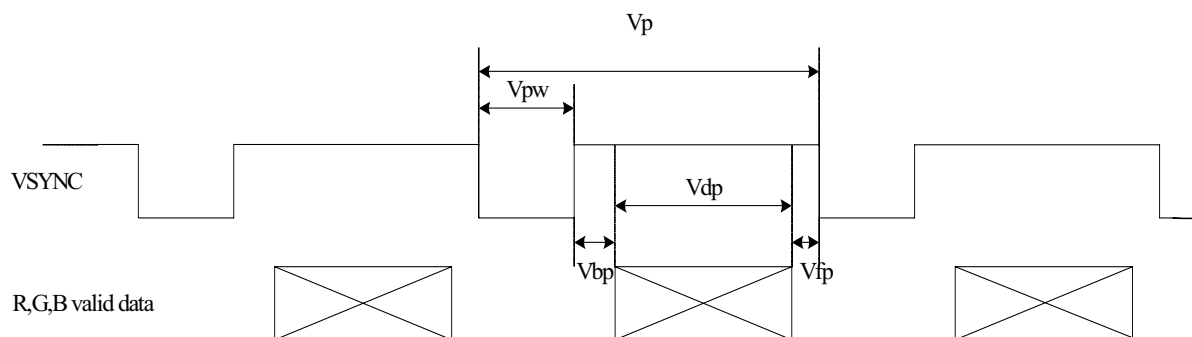 Vp
Vpw
VSYNC
Vdp
Vbp
Vfp
R,G,B valid data